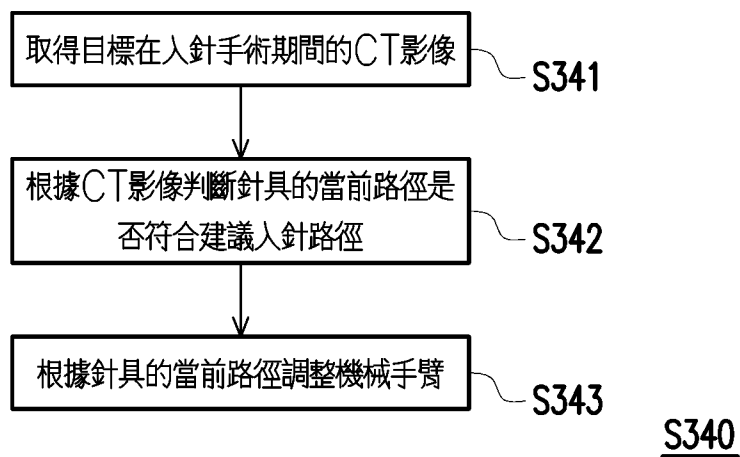 取得目標在入針手術期間的CT影像
S341
根據CT影像判斷針具的當前路徑是
否符合建議入針路徑
S342
根據針具的當前路徑調整機械手臂
S343
S340